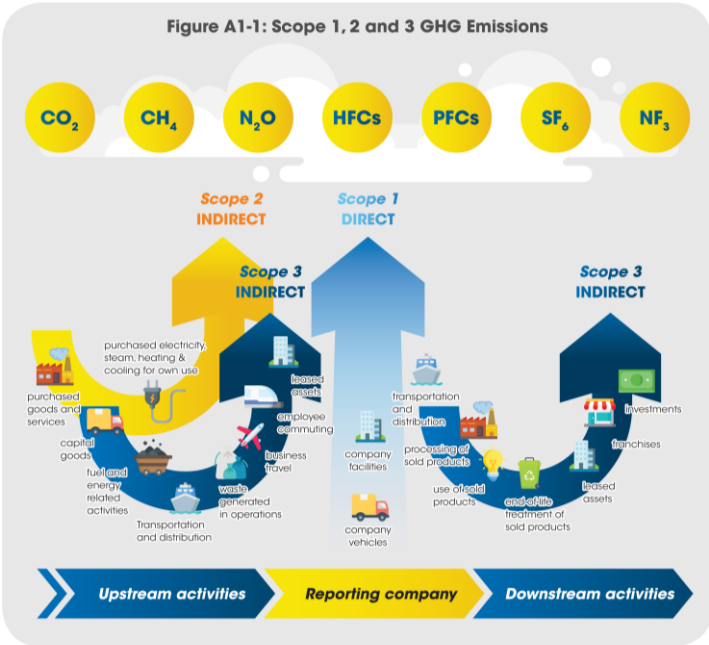 Figure A1-1: Scope 1, 2 and 3 GHG Emissions
CO₂
CH₄
N₂O
HFCs
PFCs
SF₆
NF₃
Scope 2
INDIRECT
Scope 1
DIRECT
Scope 3
INDIRECT
Scope 3
INDIRECT
purchased electricity,
steam, heating &
cooling for own use
purchased
goods and
services
capital
goods
fuel and
energy
related
activities
Transportation
and distribution
waste
generated
in operations
business
travel
employee
commuting
leased
assets
company
facilities
company
vehicles
transportation
and
distribution
processing of
sold products
use of sold
products
end-of-life
treatment of
sold products
leased
assets
franchises
investments
Upstream activities
Reporting company
Downstream activities